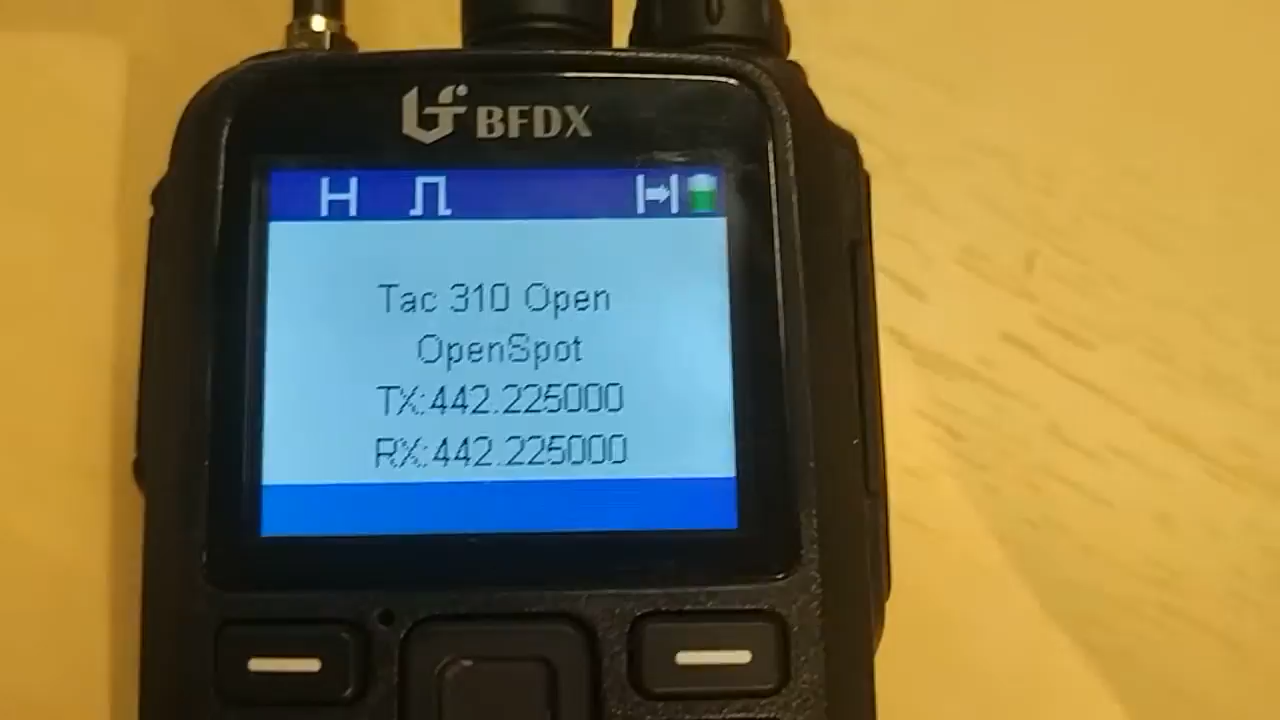 BFDX
H
Tac 310 Open
OpenSpot
TX:442.225000
RX:442.225000